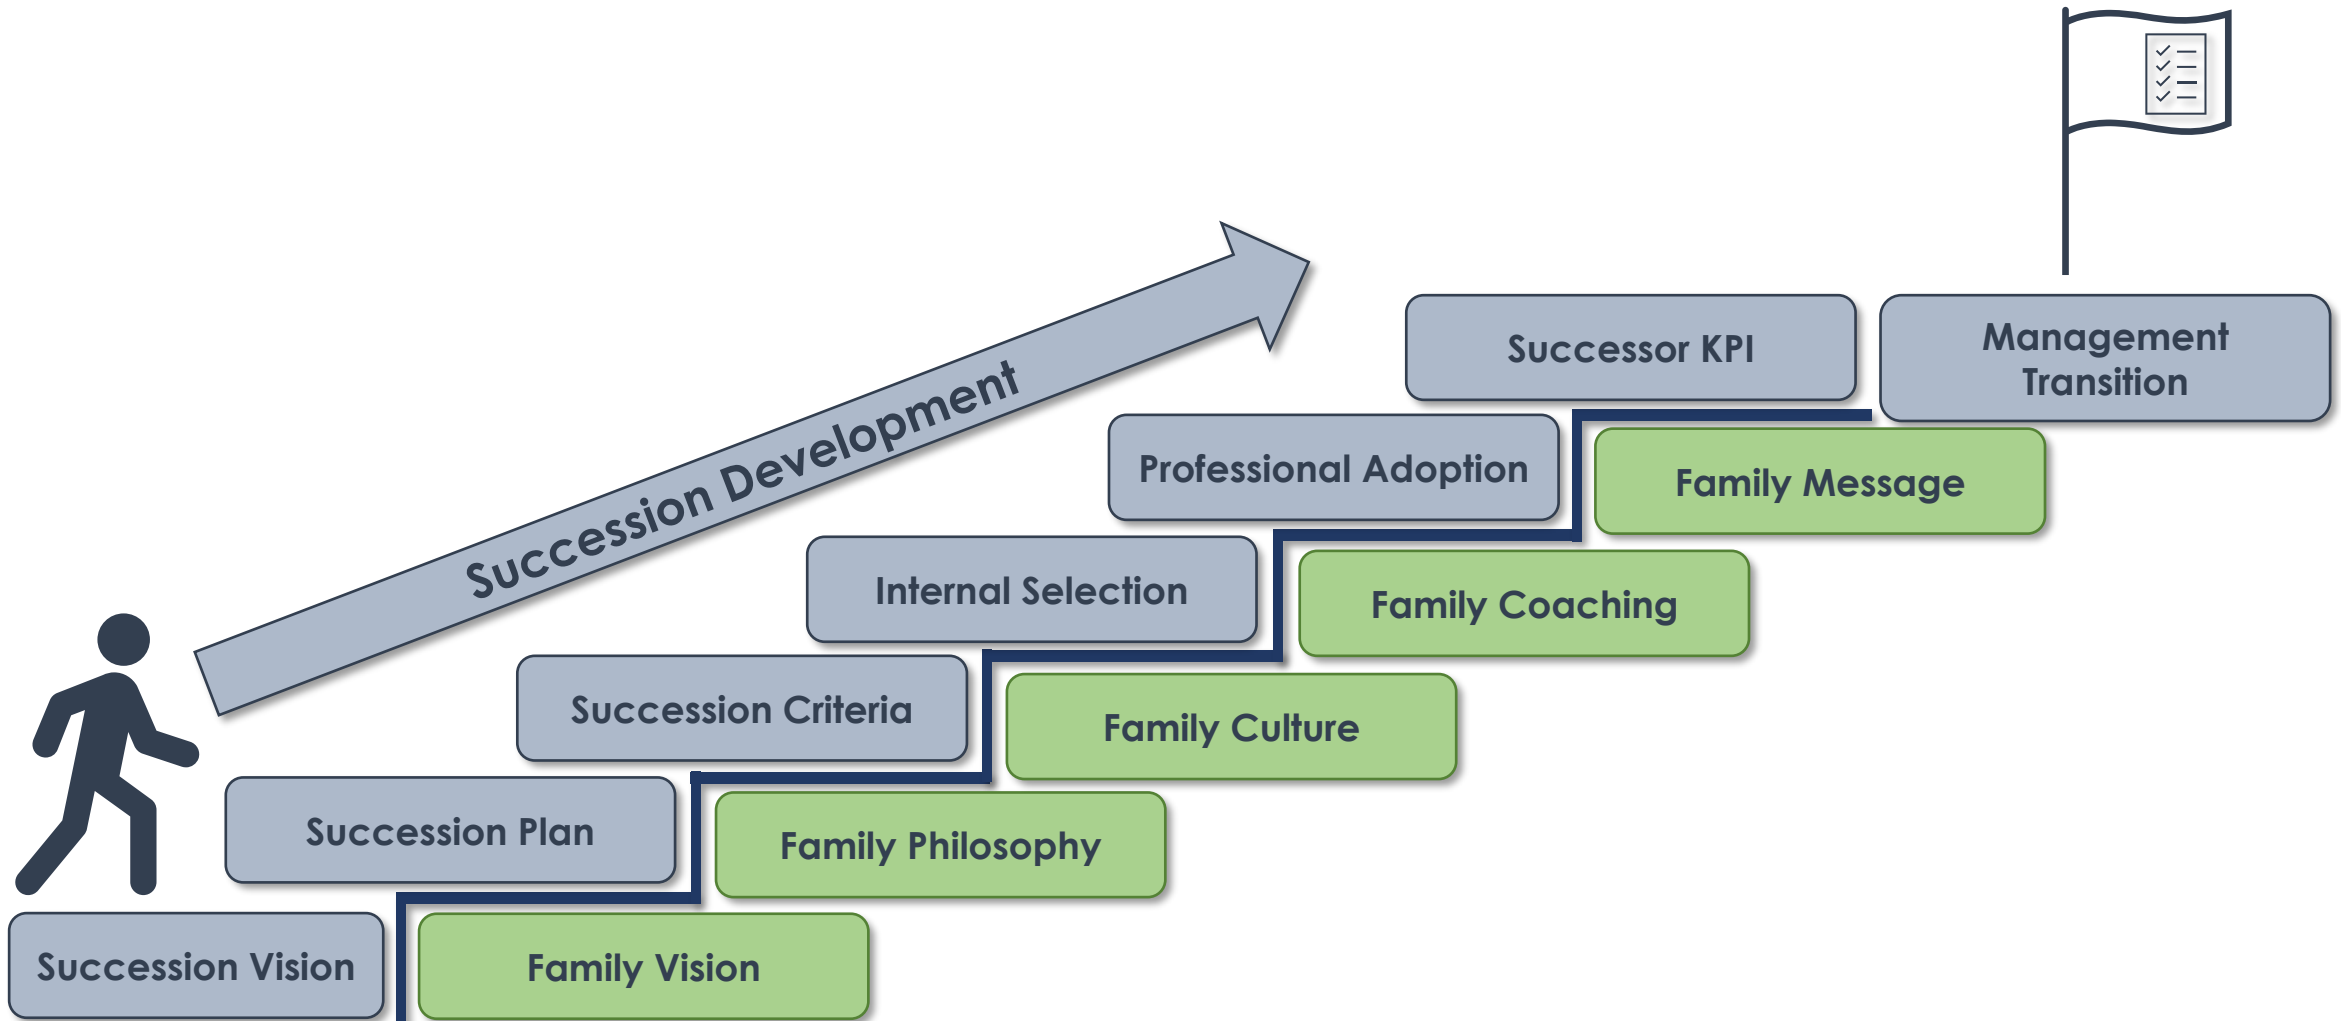 Succession Development
Successor KPI
Management
Transition
Professional Adoption
Family Message
Internal Selection
Family Coaching
Succession Criteria
Family Culture
Succession Plan
Family Philosophy
Succession Vision
Family Vision